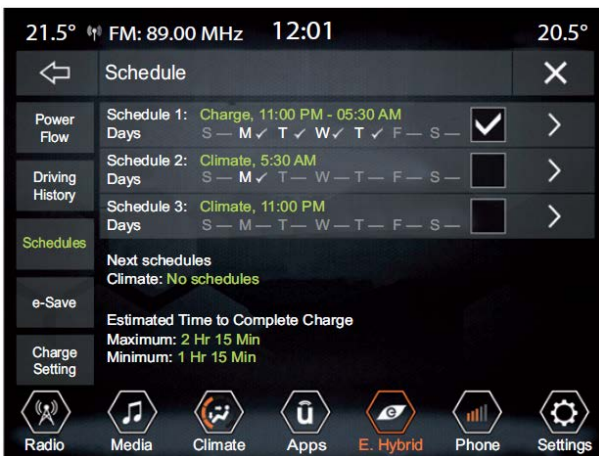 21.5° FM: 89.00 MHz 12:01 20.5°
Schedule
Power
Flow
Driving
History
Schedules
e-Save
Charge
Setting
Schedule 1: Charge, 11:00 PM - 05:30 AM
Days S — M ✓ T ✓ W ✓ T ✓ F — S —
Schedule 2: Climate, 5:30 AM
Days S — M ✓ T — W — T — F — S —
Schedule 3: Climate, 11:00 PM
Days S — M — T — W — T — F — S —
Next schedules
Climate: No schedules
Estimated Time to Complete Charge
Maximum: 2 Hr 15 Min
Minimum: 1 Hr 15 Min
Radio Media Climate Apps E. Hybrid Phone Settings